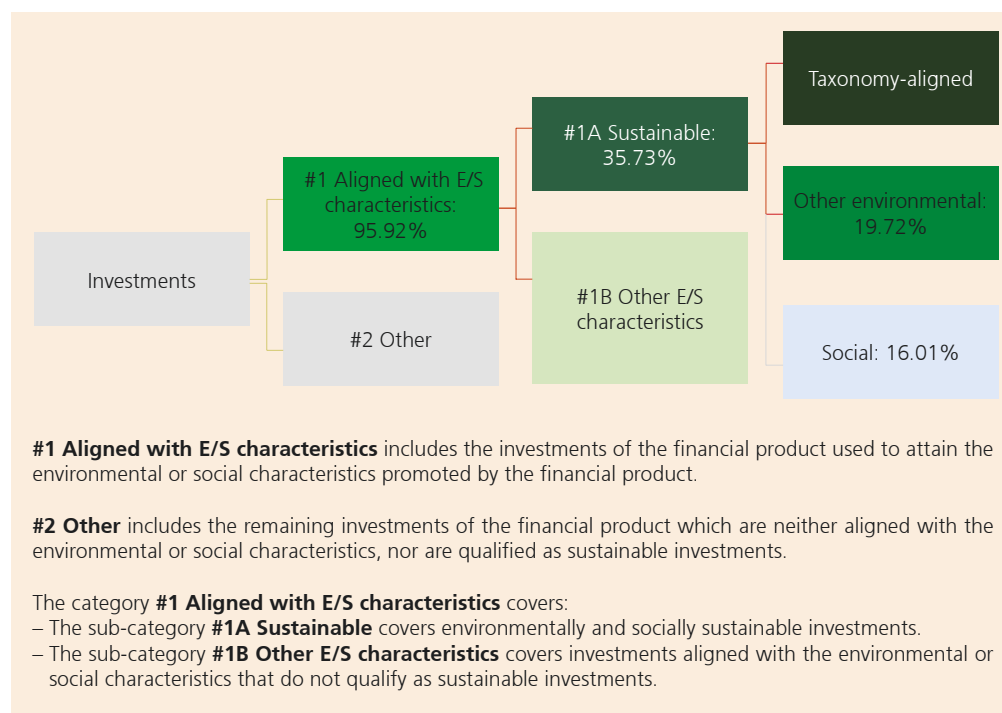 Taxonomy-aligned
#1A Sustainable:
35.73%
#1 Aligned with E/S
characteristics:
95.92%
Other environmental:
19.72%
Investments
#1B Other E/S
characteristics
#2 Other
Social: 16.01%
#1 Aligned with E/S characteristics includes the investments of the financial product used to attain the
environmental or social characteristics promoted by the financial product.
#2 Other includes the remaining investments of the financial product which are neither aligned with the
environmental or social characteristics, nor are qualified as sustainable investments.
The category #1 Aligned with E/S characteristics covers:
– The sub-category #1A Sustainable covers environmentally and socially sustainable investments.
– The sub-category #1B Other E/S characteristics covers investments aligned with the environmental or
social characteristics that do not qualify as sustainable investments.